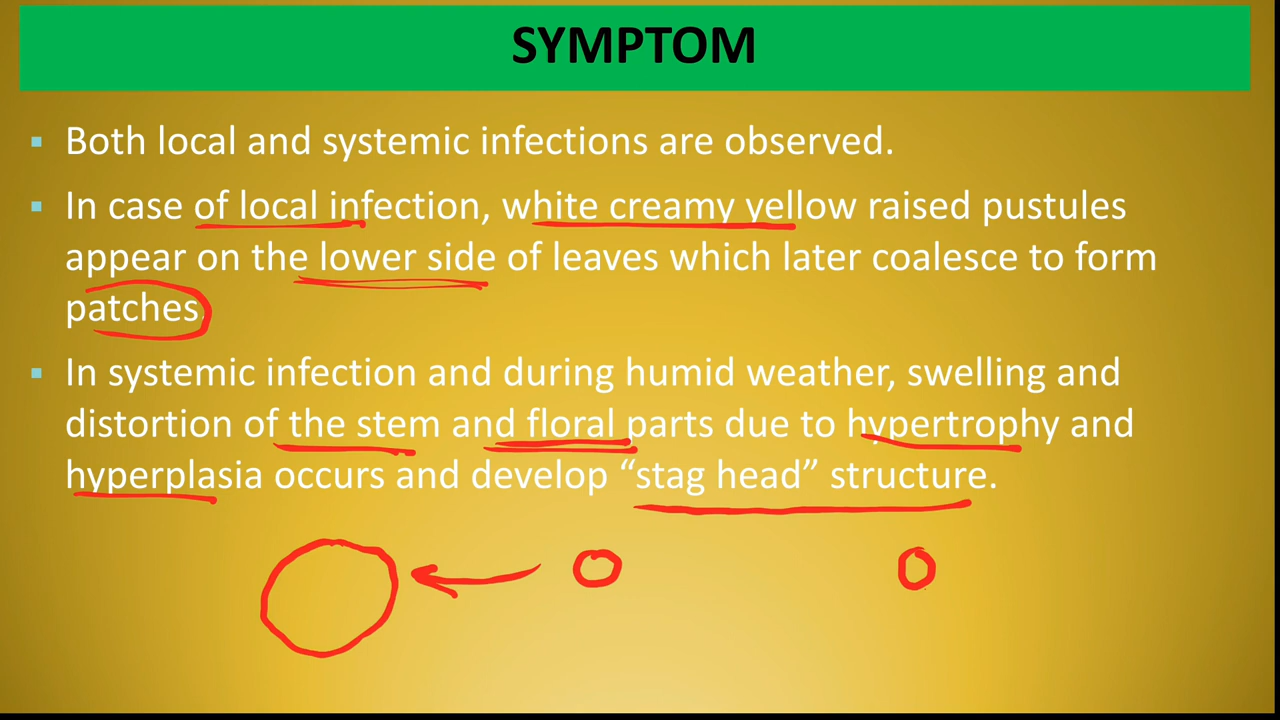 SYMPTOM
▪ Both local and systemic infections are observed.
▪ In case of local infection, white creamy yellow raised pustules
appear on the lower side of leaves which later coalesce to form
patches.
▪ In systemic infection and during humid weather, swelling and
distortion of the stem and floral parts due to hypertrophy and
hyperplasia occurs and develop “stag head” structure.